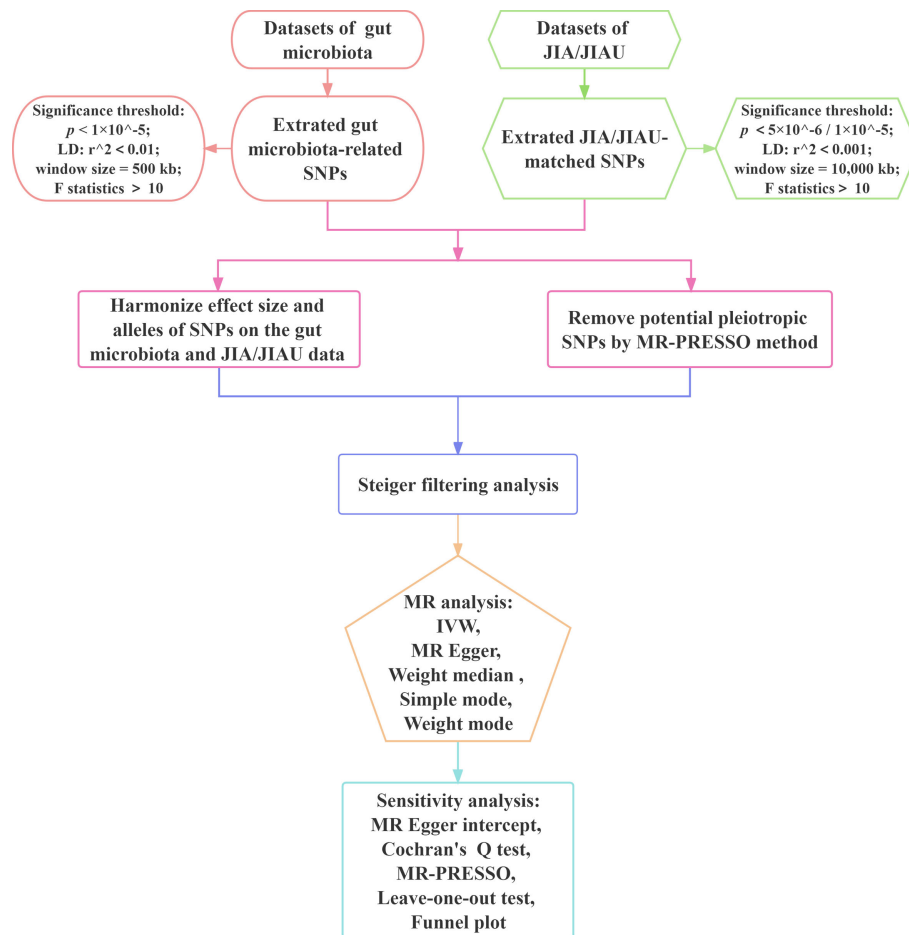 Datasets of gut
microbiota
Datasets of
JIA/JIAU
Significance threshold:
p < 1×10^-5;
LD: r^2 < 0.01;
window size = 500 kb;
F statistics > 10
Extrated gut
microbiota-related
SNPs
Extrated JIA/JIAU-
matched SNPs
Significance threshold:
p < 5×10^-6 / 1×10^-5;
LD: r^2 < 0.001;
window size = 10,000 kb;
F statistics > 10
Harmonize effect size and
alleles of SNPs on the gut
microbiota and JIA/JIAU data
Remove potential pleiotropic
SNPs by MR-PRESSO method
Steiger filtering analysis
MR analysis:
IVW,
MR Egger,
Weight median ,
Simple mode,
Weight mode
Sensitivity analysis:
MR Egger intercept,
Cochran's Q test,
MR-PRESSO,
Leave-one-out test,
Funnel plot